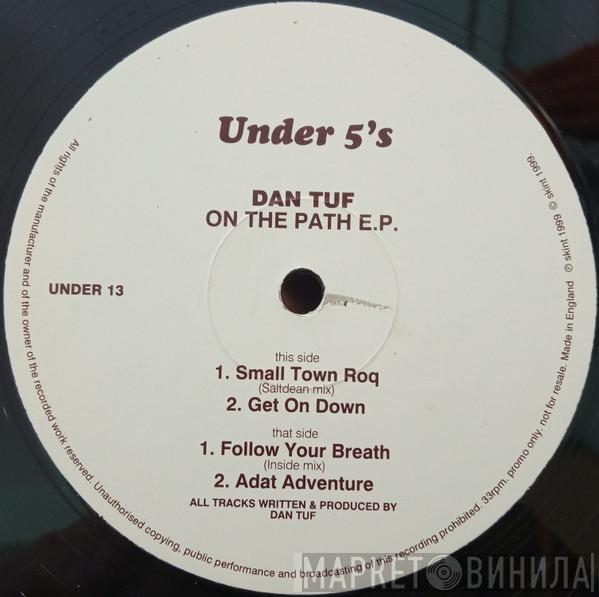 Under 5's
DAN TUF
ON THE PATH E.P.
UNDER 13
this side
1. Small Town Roq
(Saltdean mix)
2. Get On Down
that side
1. Follow Your Breath
(Inside mix)
2. Adat Adventure
ALL TRACKS WRITTEN & PRODUCED BY
DAN TUF
All rights of the manufacturer and of the owner of the recorded work reserved. Unauthorised copying, public performance and broadcasting of this recording prohibited. 33rpm. promo only. not for resale. Made in England ℗ skint 1999 © skint 1999.
МАРКЕТ ВИНИЛА